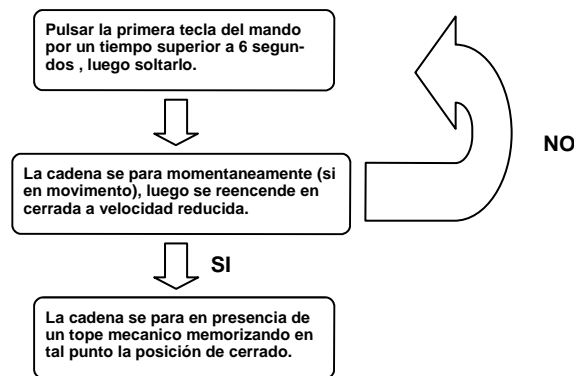 Pulsar la primera tecla del mando
por un tiempo superior a 6 segun-
dos , luego soltarlo.
NO
La cadena se para momentaneamente (si
en movimento), luego se reencende en
cerrada a velocidad reducida.
SI
La cadena se para en presencia de
un tope mecanico memorizando en
tal punto la posición de cerrado.